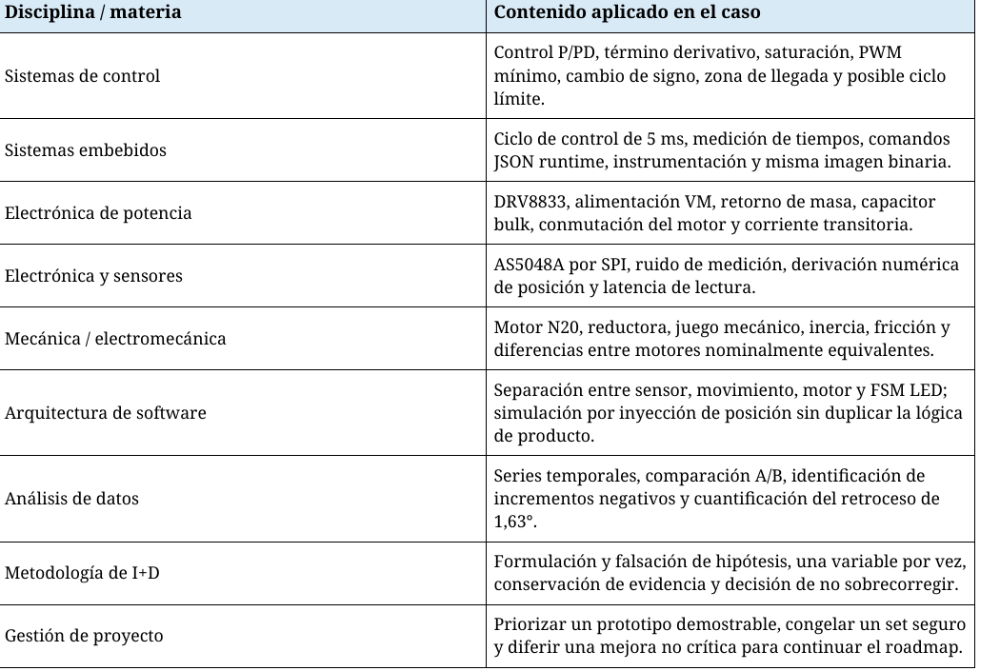 Disciplina / materia
Contenido aplicado en el caso
Sistemas de control
Control P/PD, término derivativo, saturación, PWM
mínimo, cambio de signo, zona de llegada y posible ciclo
límite.
Sistemas embebidos
Ciclo de control de 5 ms, medición de tiempos, comandos
JSON runtime, instrumentación y misma imagen binaria.
Electrónica de potencia
DRV8833, alimentación VM, retorno de masa, capacitor
bulk, conmutación del motor y corriente transitoria.
Electrónica y sensores
AS5048A por SPI, ruido de medición, derivación numérica
de posición y latencia de lectura.
Mecánica / electromecánica
Motor N20, reductora, juego mecánico, inercia, fricción y
diferencias entre motores nominalmente equivalentes.
Arquitectura de software
Separación entre sensor, movimiento, motor y FSM LED;
simulación por inyección de posición sin duplicar la lógica
de producto.
Análisis de datos
Series temporales, comparación A/B, identificación de
incrementos negativos y cuantificación del retroceso de
1,63°.
Metodología de I+D
Formulación y falsación de hipótesis, una variable por vez,
conservación de evidencia y decisión de no sobrecorregir.
Gestión de proyecto
Priorizar un prototipo demostrable, congelar un set seguro
y diferir una mejora no crítica para continuar el roadmap.